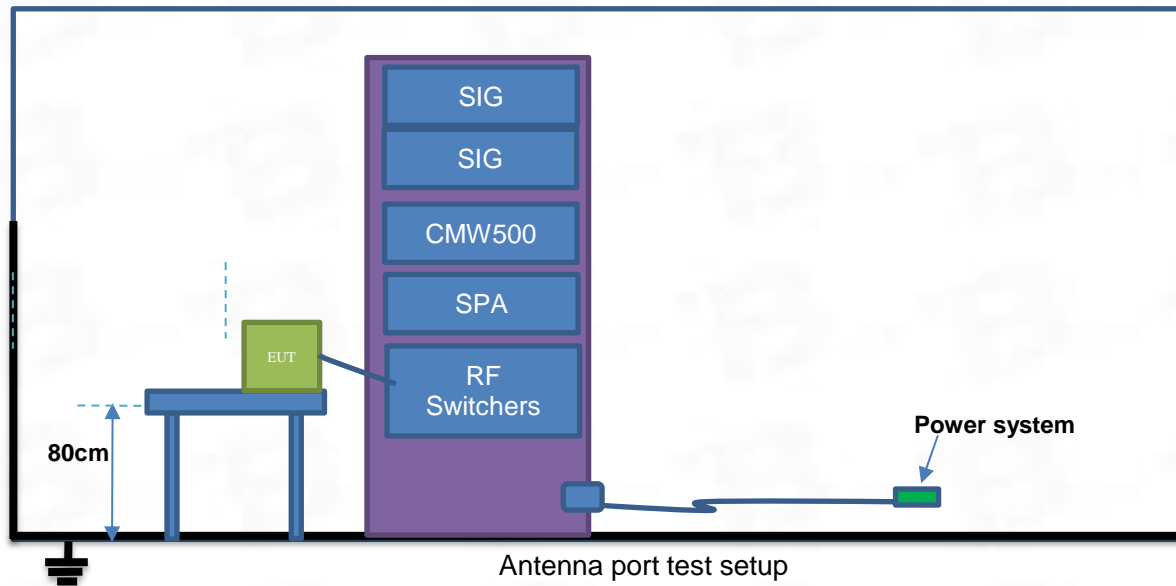 SIG
SIG
CMW500
SPA
EUT
RF
Switchers
Power system
80cm
Antenna port test setup